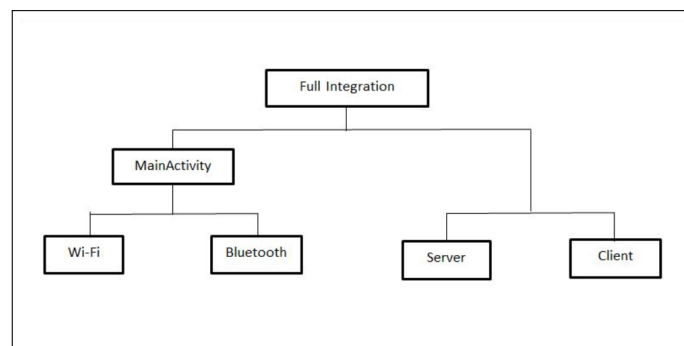 Full Integration
MainActivity
Wi-Fi
Bluetooth
Server
Client